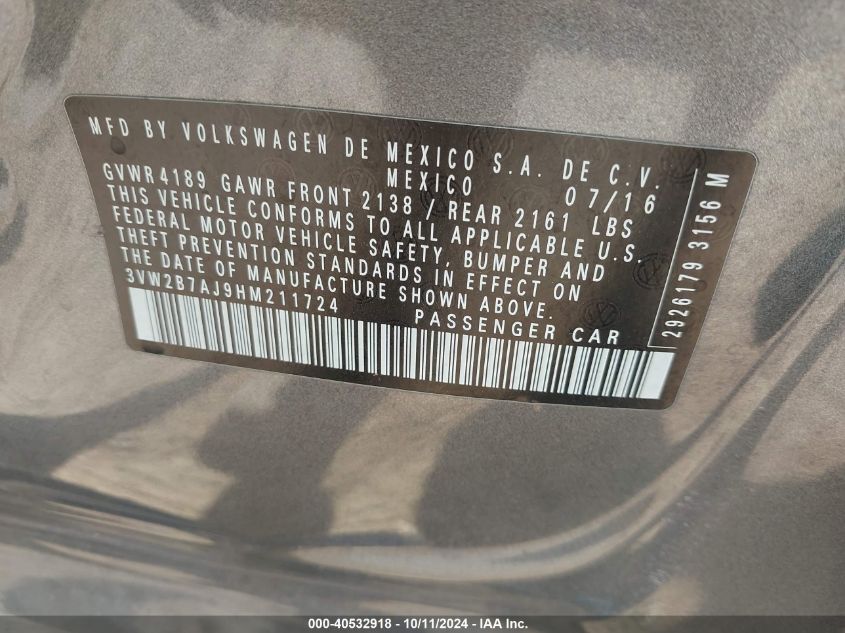 MFD BY VOLKSWAGEN DE MEXICO S.A. DE C.V.
MEXICO 07/16
GVWR 4189 GAWR FRONT 2138 / REAR 2161 LBS
THIS VEHICLE CONFORMS TO ALL APPLICABLE U.S.
FEDERAL MOTOR VEHICLE SAFETY, BUMPER AND
THEFT PREVENTION STANDARDS IN EFFECT ON
THE DATE OF MANUFACTURE SHOWN ABOVE.
3VW2B7AJ9HM211724 PASSENGER CAR
2926179 3156 M
000-40532918 - 10/11/2024 - IAA Inc.